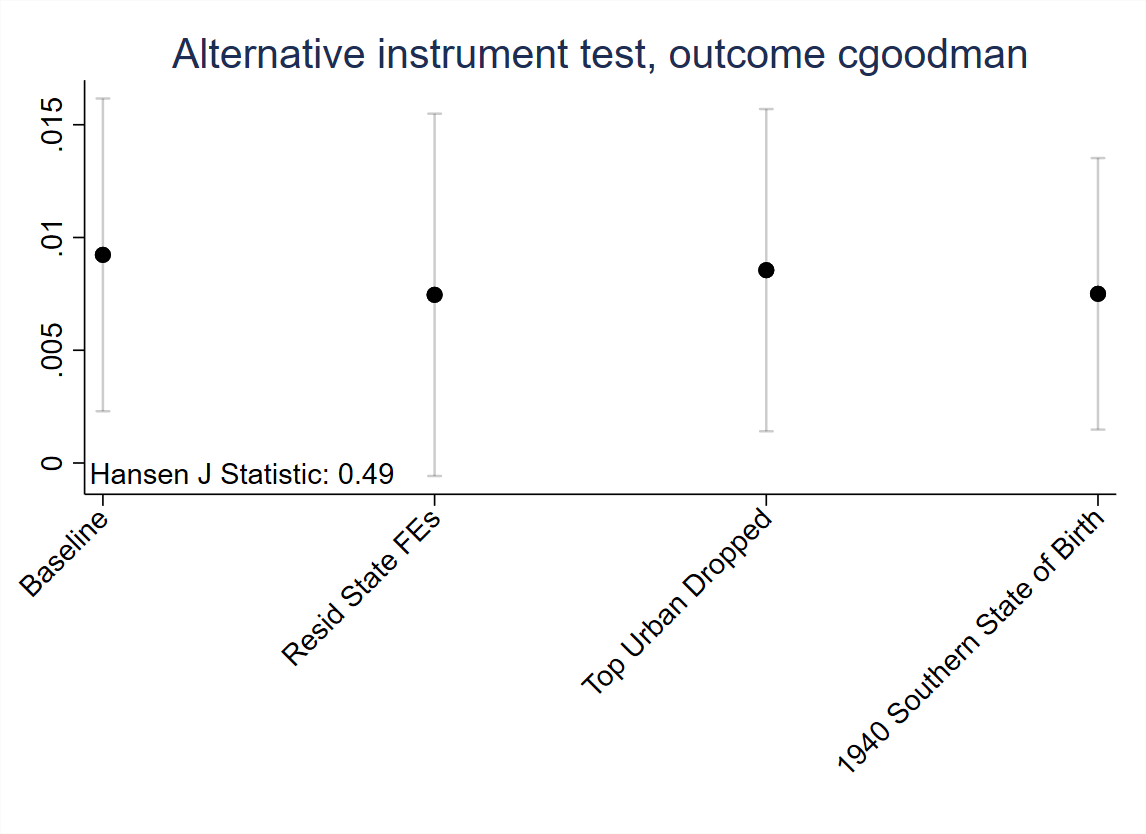 Alternative instrument test, outcome cgoodman
.015
.01
.005
0
Hansen J Statistic: 0.49
Baseline
Resid State FEs
Top Urban Dropped
1940 Southern State of Birth